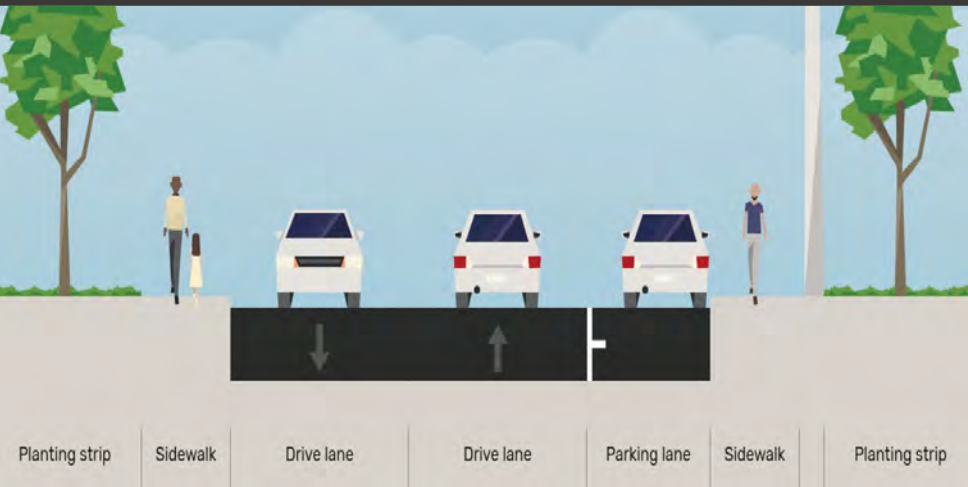 Planting strip
Sidewalk
Drive lane
Drive lane
Parking lane
Sidewalk
Planting strip